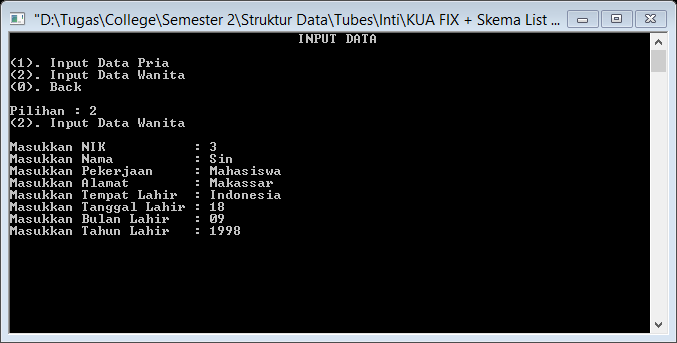 "D:\Tugas\College\Semester 2\Struktur Data\Tubes\Inti\KUA FIX + Skema List ...
INPUT DATA
(1). Input Data Pria
(2). Input Data Wanita
(0). Back
Pilihan : 2
(2). Input Data Wanita
Masukkan NIK : 3
Masukkan Nama : Sin
Masukkan Pekerjaan : Mahasiswa
Masukkan Alamat : Makassar
Masukkan Tempat Lahir : Indonesia
Masukkan Tanggal Lahir : 18
Masukkan Bulan Lahir : 09
Masukkan Tahun Lahir : 1998